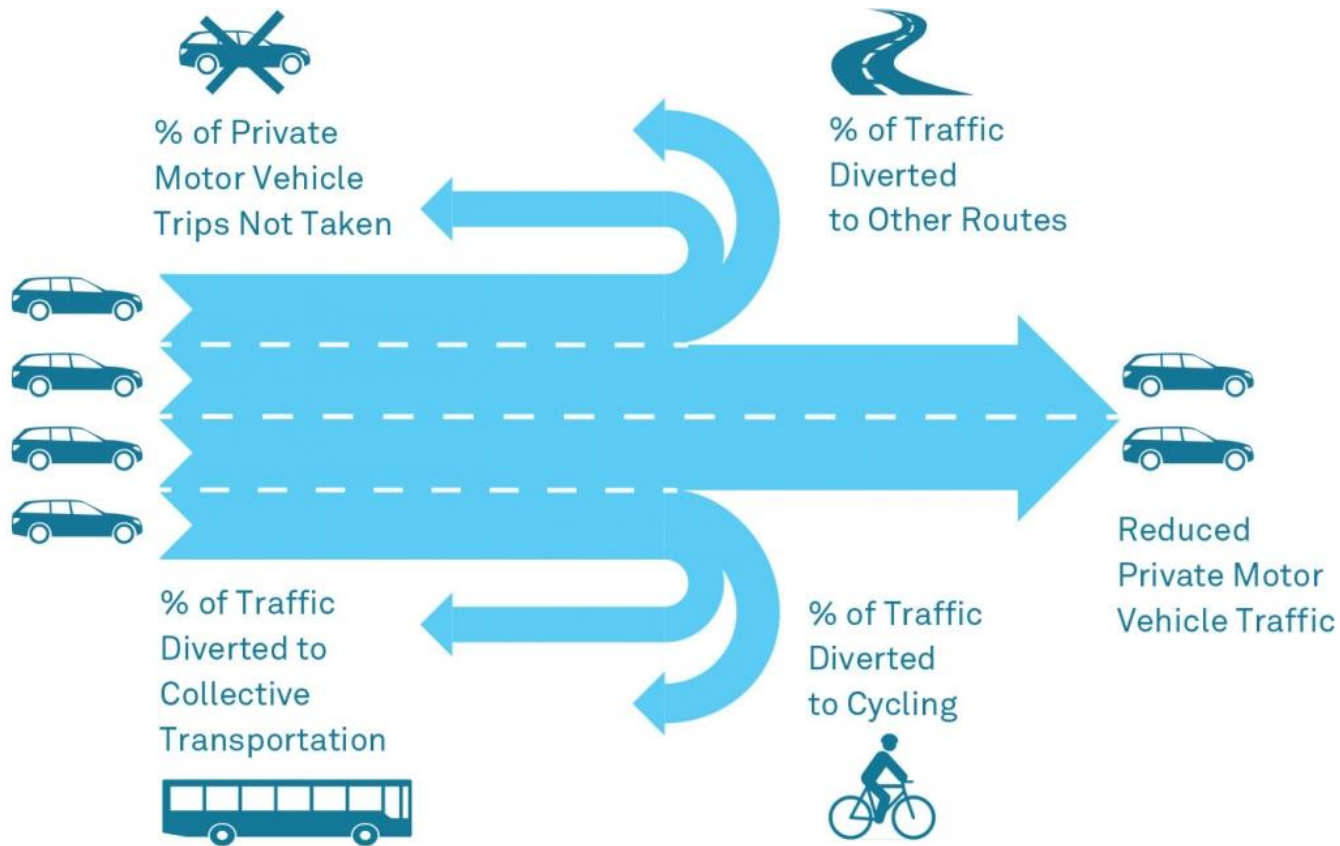 % of Private
Motor Vehicle
Trips Not Taken
% of Traffic
Diverted
to Other Routes
% of Traffic
Diverted to
Collective
Transportation
% of Traffic
Diverted
to Cycling
Reduced
Private Motor
Vehicle Traffic